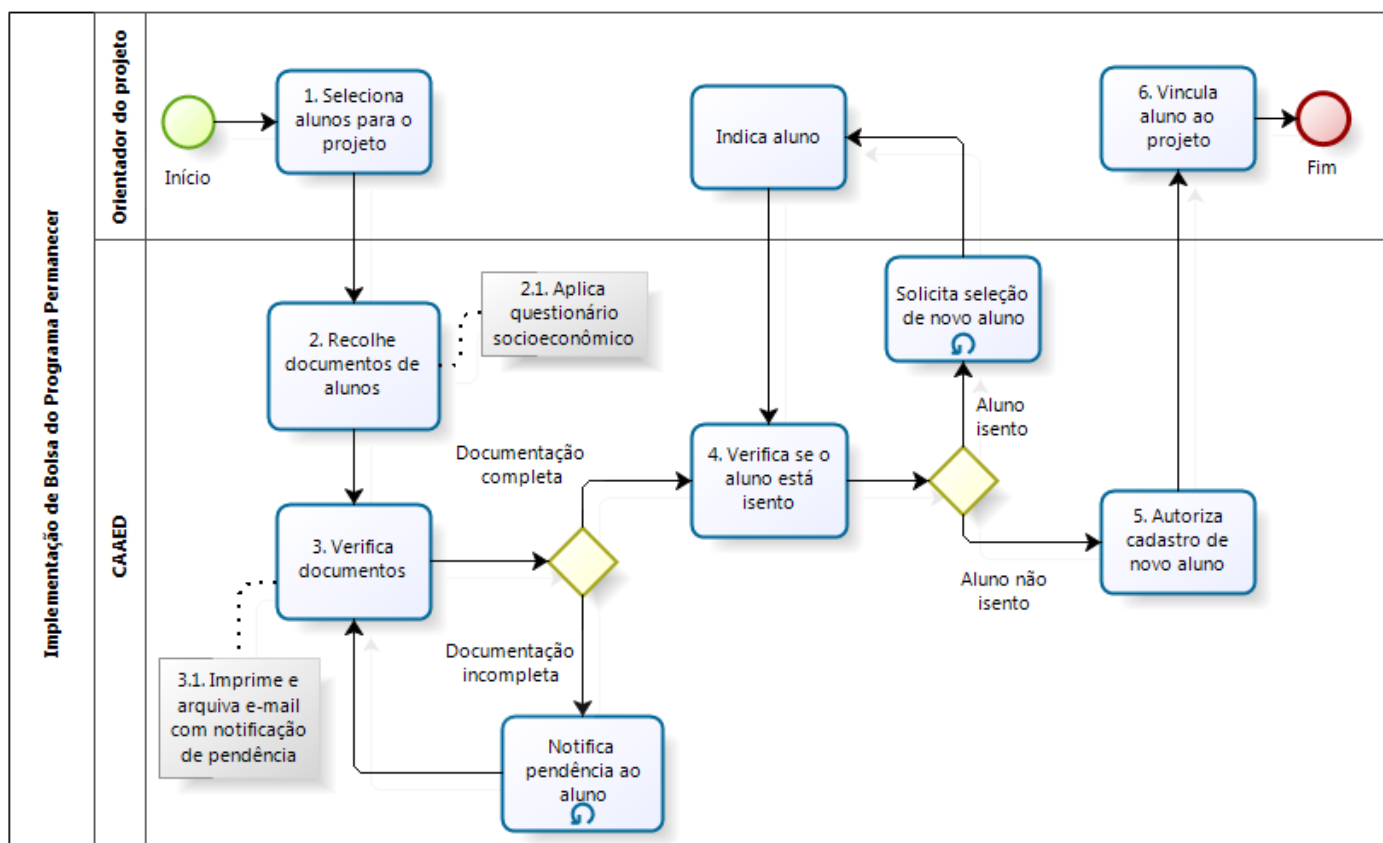 Implementação de Bolsa do Programa Permanecer
Orientador do projeto
Início
1. Seleciona
alunos para o
projeto
Indica aluno
6. Vincula
aluno ao
projeto
Fim
CAAED
2. Recolhe
documentos de
alunos
2.1. Aplica
questionário
socioeconômico
Solicita seleção
de novo aluno
3. Verifica
documentos
3.1. Imprime e
arquiva e-mail
com notificação
de pendência
Documentação
completa
Documentação
incompleta
Notifica
pendência ao
aluno
4. Verifica se o
aluno está
isento
Aluno
isento
Aluno não
isento
5. Autoriza
cadastro de
novo aluno